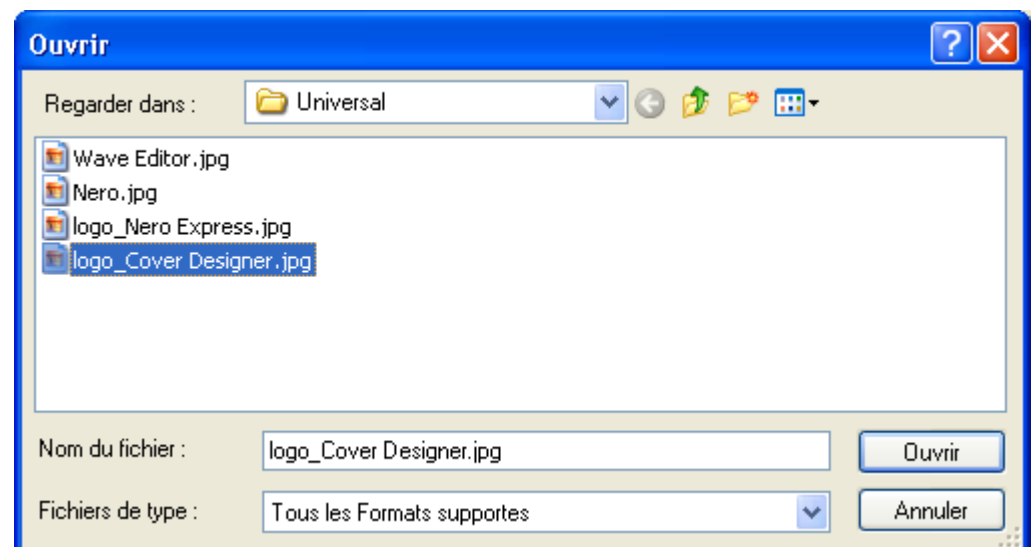 Ouvrir
Regarder dans :
Universal
Wave Editor.jpg
Nero.jpg
logo_Nero Express.jpg
logo_Cover Designer.jpg
Nom du fichier :
logo_Cover Designer.jpg
Ouvrir
Fichiers de type :
Tous les Formats supportes
Annuler